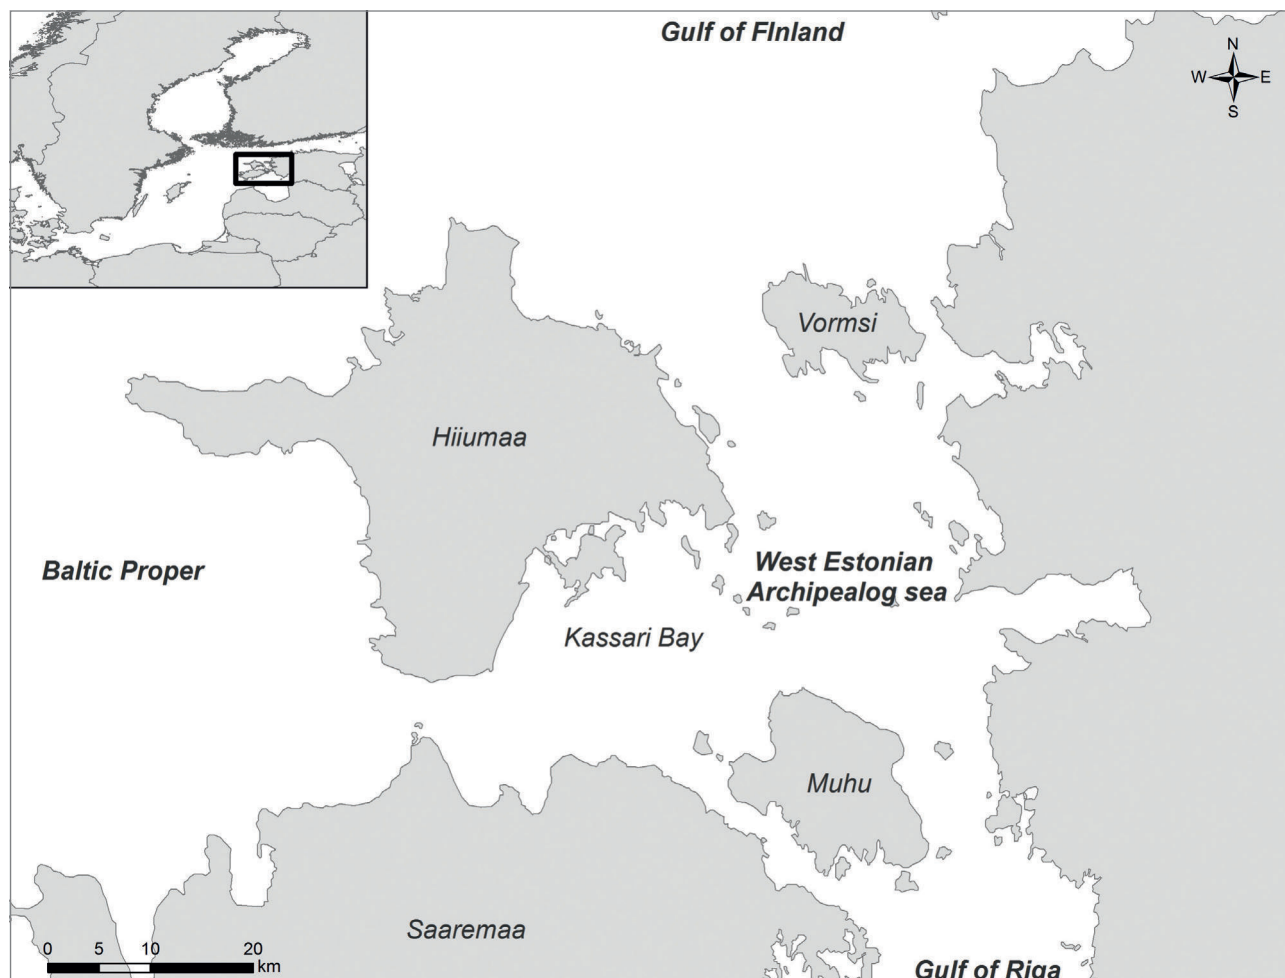 Gulf of FInland
N
W E
S
Vormsi
Hiiumaa
Baltic Proper
West Estonian
Archipealog sea
Kassari Bay
Muhu
Saaremaa
0 5 10 20
km
Gulf of Riga